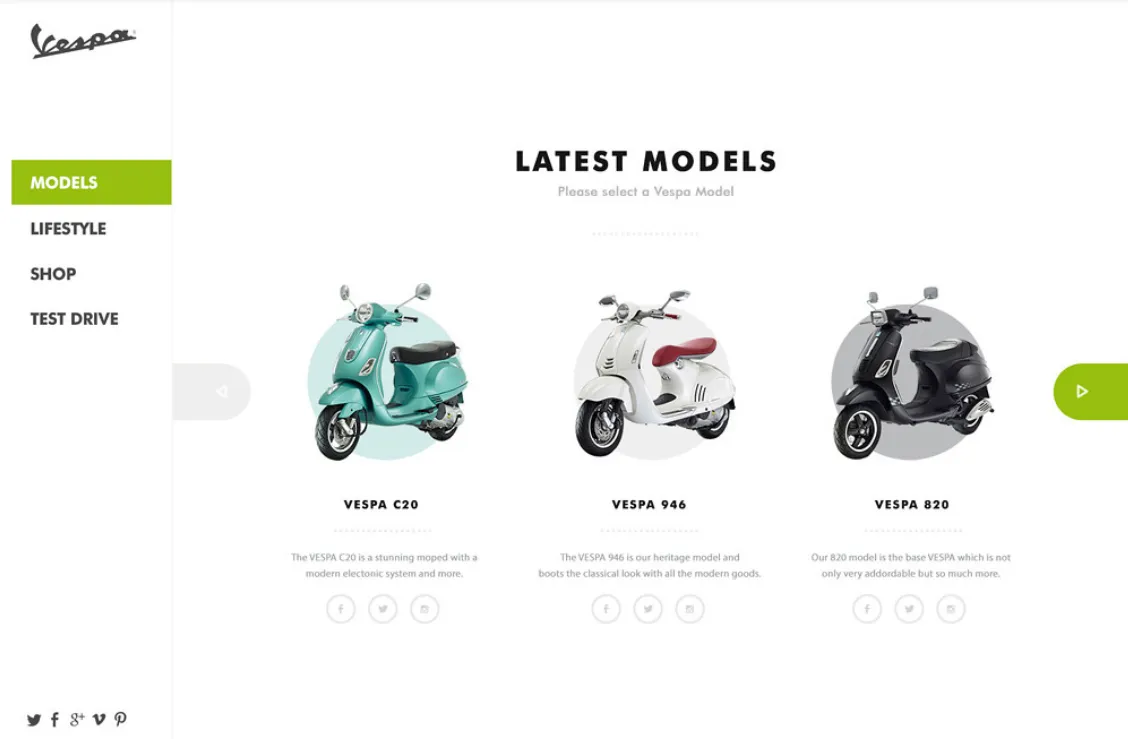 Vespa
MODELS
LIFESTYLE
SHOP
TEST DRIVE
LATEST MODELS
Please select a Vespa Model
VESPA C20
The VESPA C20 is a stunning moped with a
modern electonic system and more.
VESPA 946
The VESPA 946 is our heritage model and
boots the classical look with all the modern goods.
VESPA 820
Our 820 model is the base VESPA which is not
only very addordable but so much more.